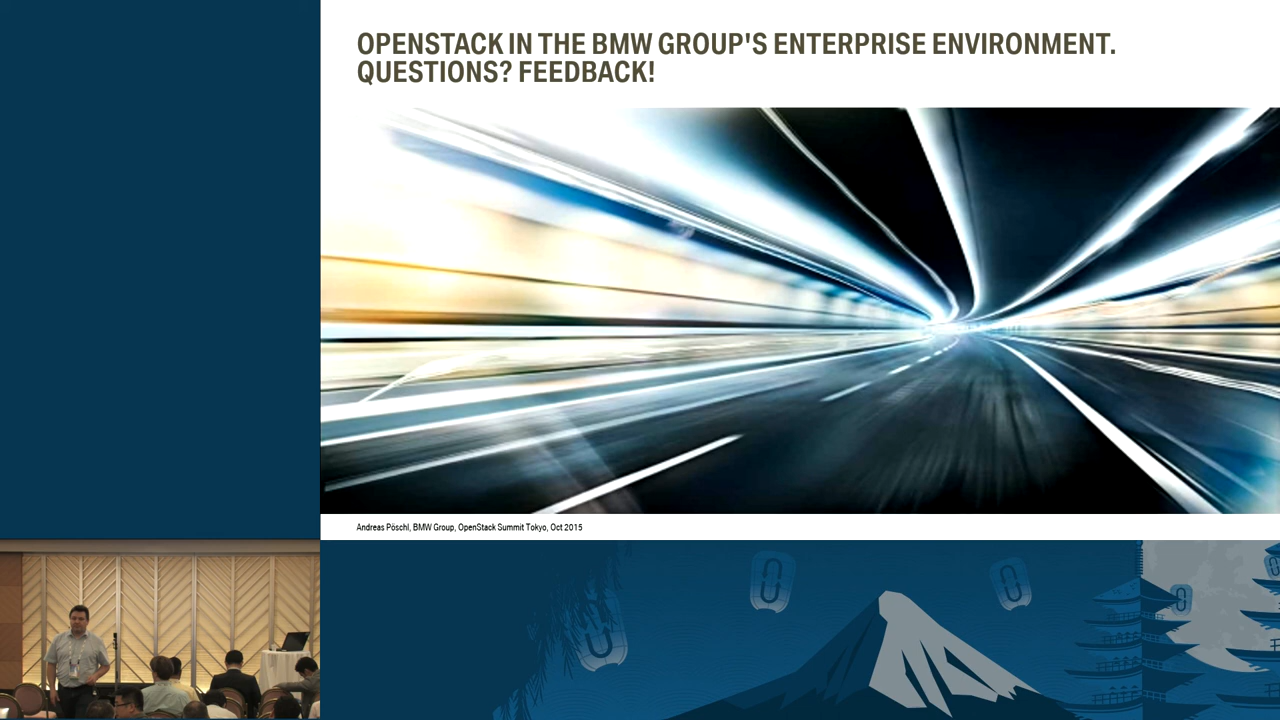 OPENSTACK IN THE BMW GROUP'S ENTERPRISE ENVIRONMENT.
QUESTIONS? FEEDBACK!
Andreas Pöschl, BMW Group, OpenStack Summit Tokyo, Oct 2015